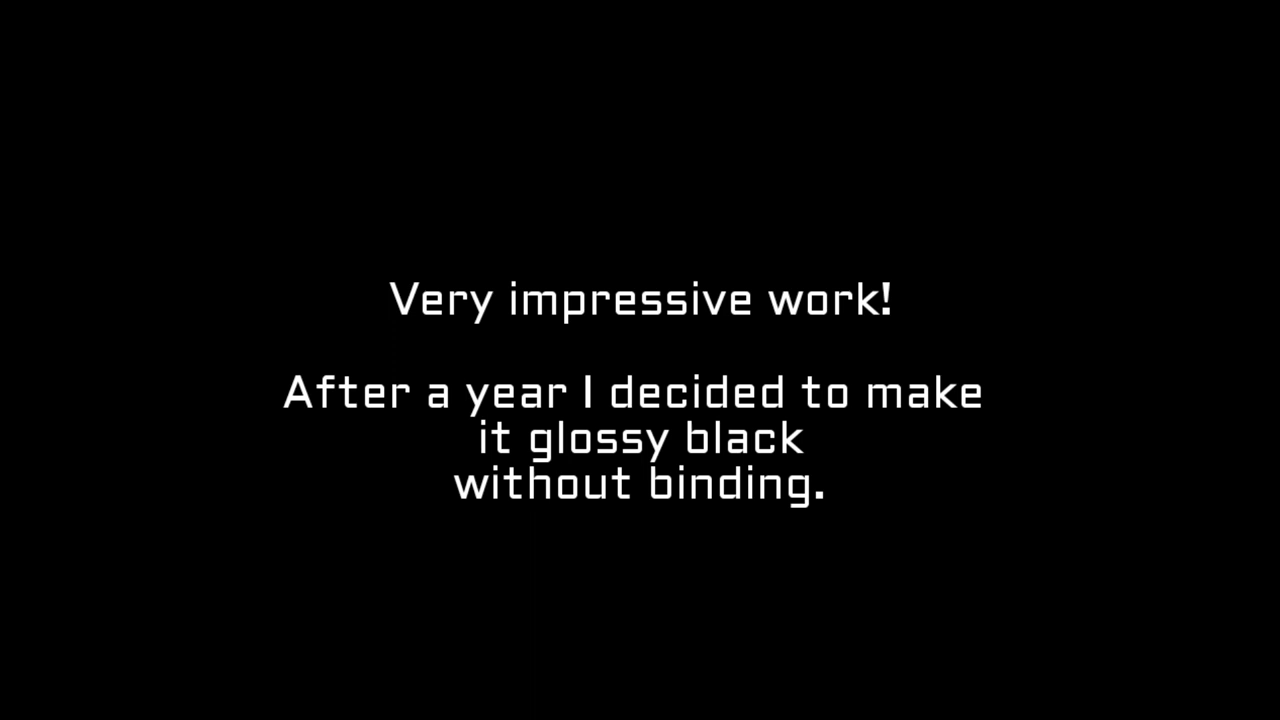 Very impressive work!
After a year I decided to make
it glossy black
without binding.